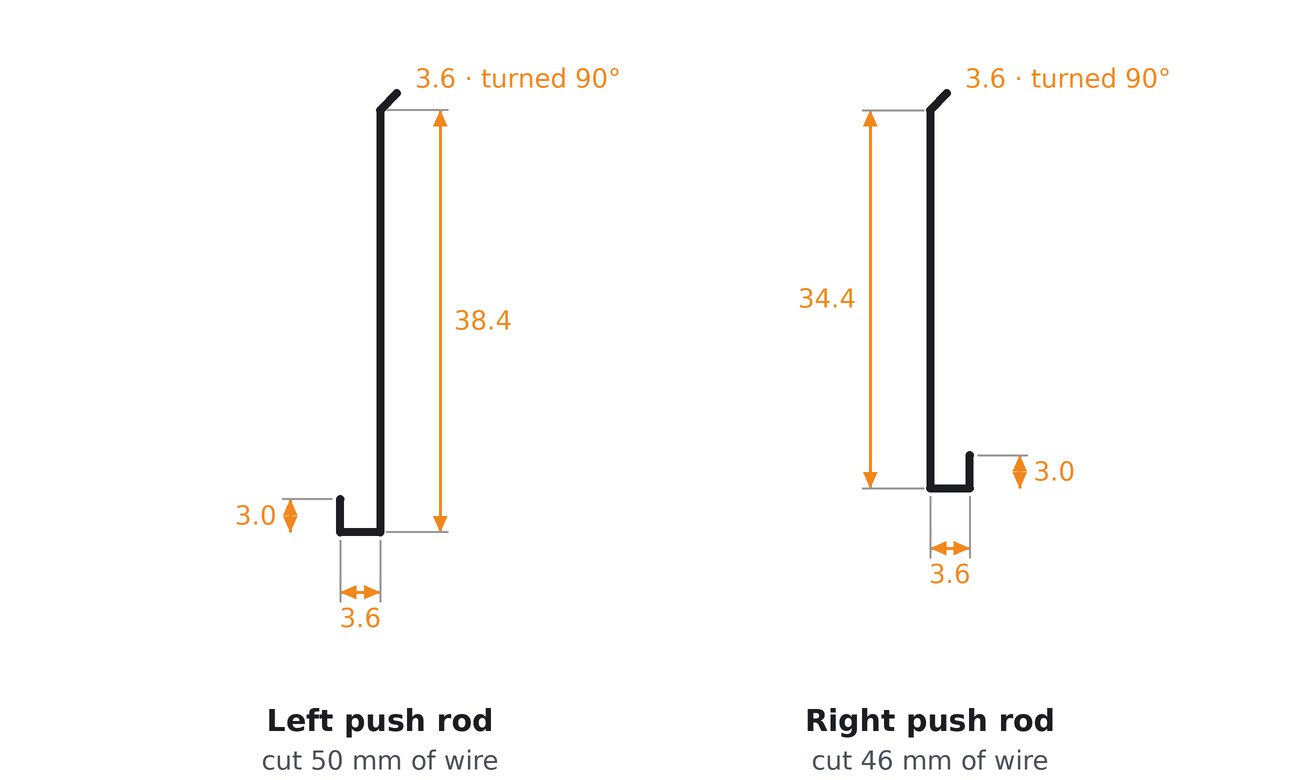 3.6 · turned 90°
38.4
3.0
3.6
Left push rod
cut 50 mm of wire
3.6 · turned 90°
34.4
3.0
3.6
Right push rod
cut 46 mm of wire